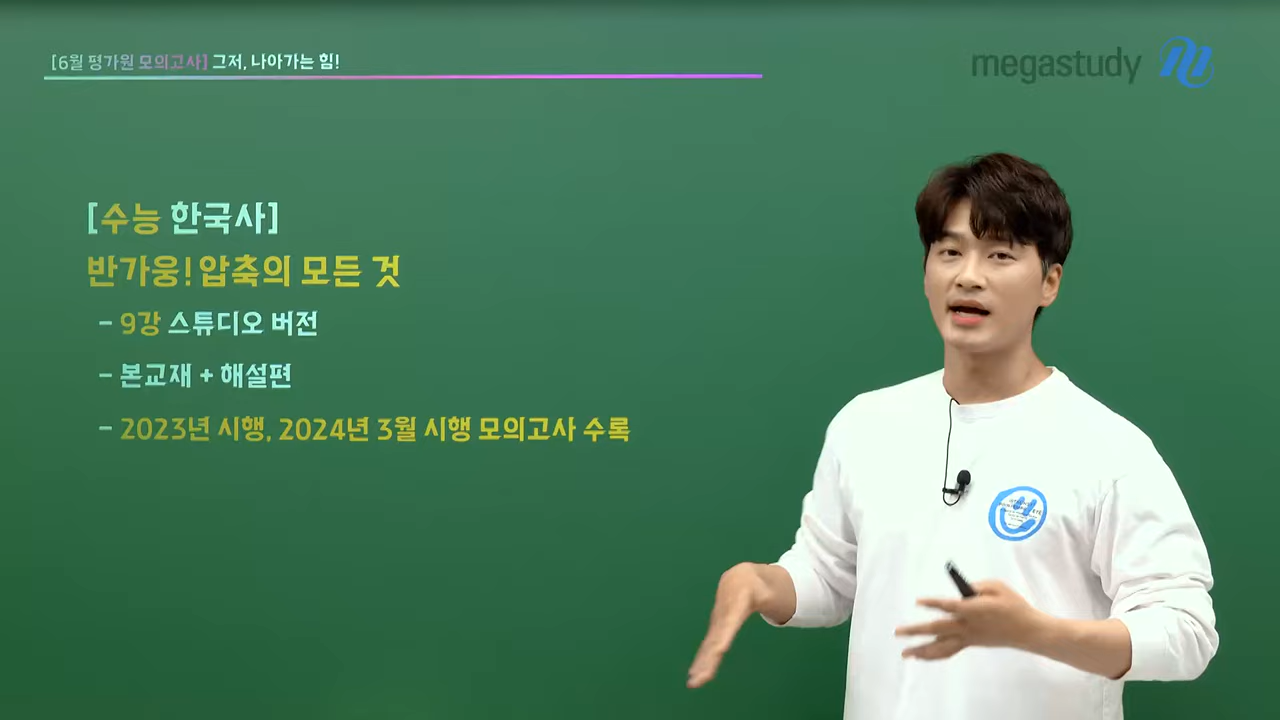 [6월 평가원 모의고사] 그저, 나아가는 힘!
megastudy
[수능 한국사]
반가웅! 압축의 모든 것
- 9강 스튜디오 버전
- 본교재 + 해설편
- 2023년 시행, 2024년 3월 시행 모의고사 수록